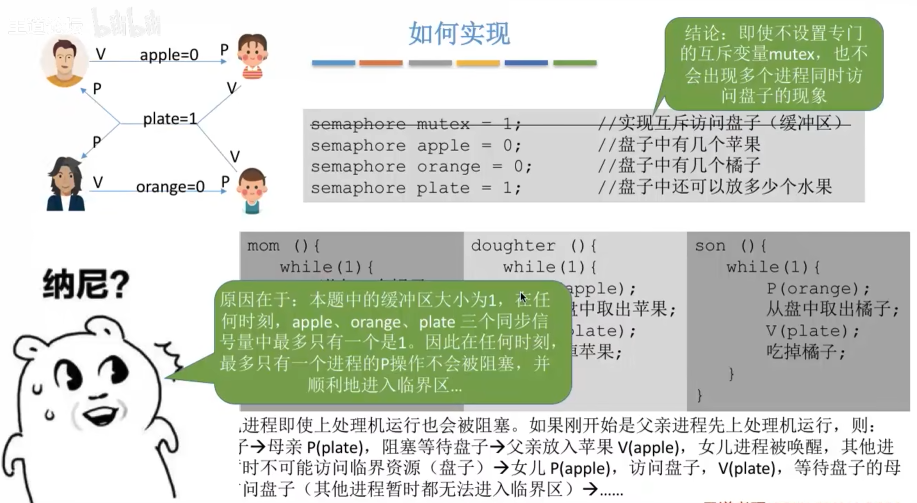 如何实现
V apple=0 P
P V
plate=1
P V
V orange=0 P
结论：即使不设置专门
的互斥变量mutex，也不
会出现多个进程同时访
问盘子的现象
semaphore mutex = 1; //实现互斥访问盘子（缓冲区）
semaphore apple = 0; //盘子中有几个苹果
semaphore orange = 0; //盘子中有几个橘子
semaphore plate = 1; //盘子中还可以放多少个水果
mom (){
while(1){
doughter (){
while(1){
apple);
盘中取出苹果;
late);
苹果;
son (){
while(1){
P(orange);
从盘中取出橘子;
V(plate);
吃掉橘子;
}
}
纳尼?
原因在于：本题中的缓冲区大小为1，在任
何时刻，apple、orange、plate 三个同步信
号量中最多只有一个是1。因此在任何时刻，
最多只有一个进程的P操作不会被阻塞，并
顺利地进入临界区…
进程即使上处理机运行也会被阻塞。如果刚开始是父亲进程先上处理机运行，则：
子→母亲 P(plate)，阻塞等待盘子→父亲放入苹果 V(apple)，女儿进程被唤醒，其他进
时不可能访问临界资源（盘子）→女儿 P(apple)，访问盘子，V(plate)，等待盘子的母
问盘子（其他进程暂时都无法进入临界区）→……